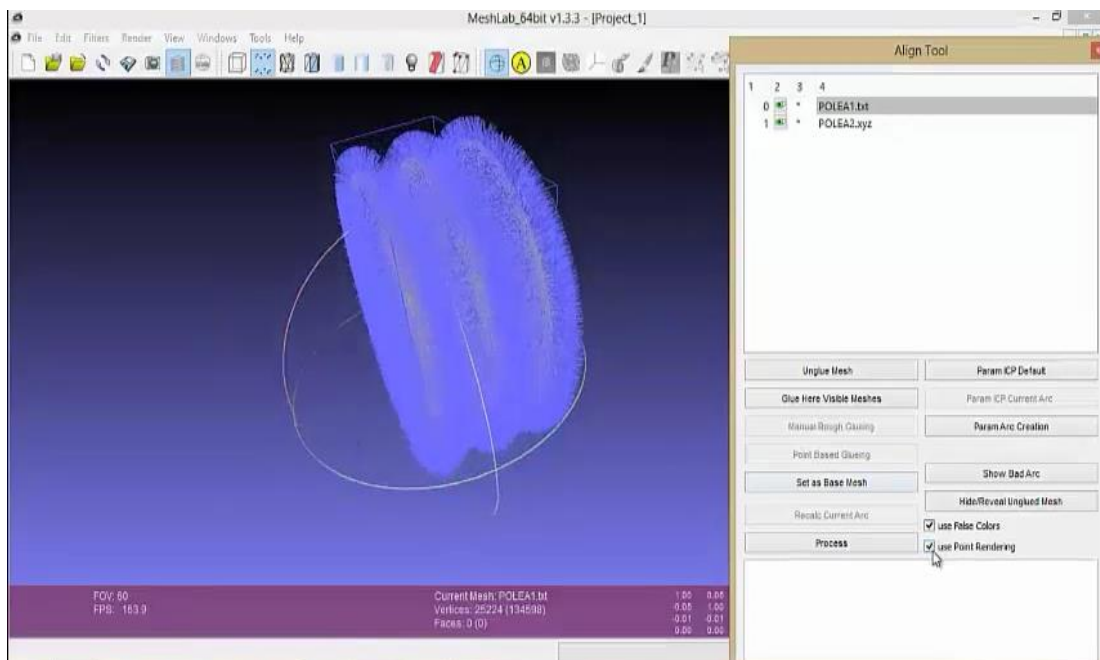 MeshLab_64bit v1.3.3 - [Project_1]
File Edit Filters Render View Windows Tools Help
Align Tool
1 2 3 4
0 * POLEA1.txt
1 * POLEA2.xyz
Unglue Mesh Param ICP Default
Glue Here Visible Meshes Param ICP Current Arc
Manual Rough Glueing Param Arc Creation
Point Based Glueing
Show Bad Arc
Set as Base Mesh
Hide/Reveal Unglued Mesh
Recalc Current Arc
use False Colors
Process use Point Rendering
FOV: 60 Current Mesh: POLEA1.txt
FPS: 163.9 Vertices: 25224 (134598)
Faces: 0 (0)